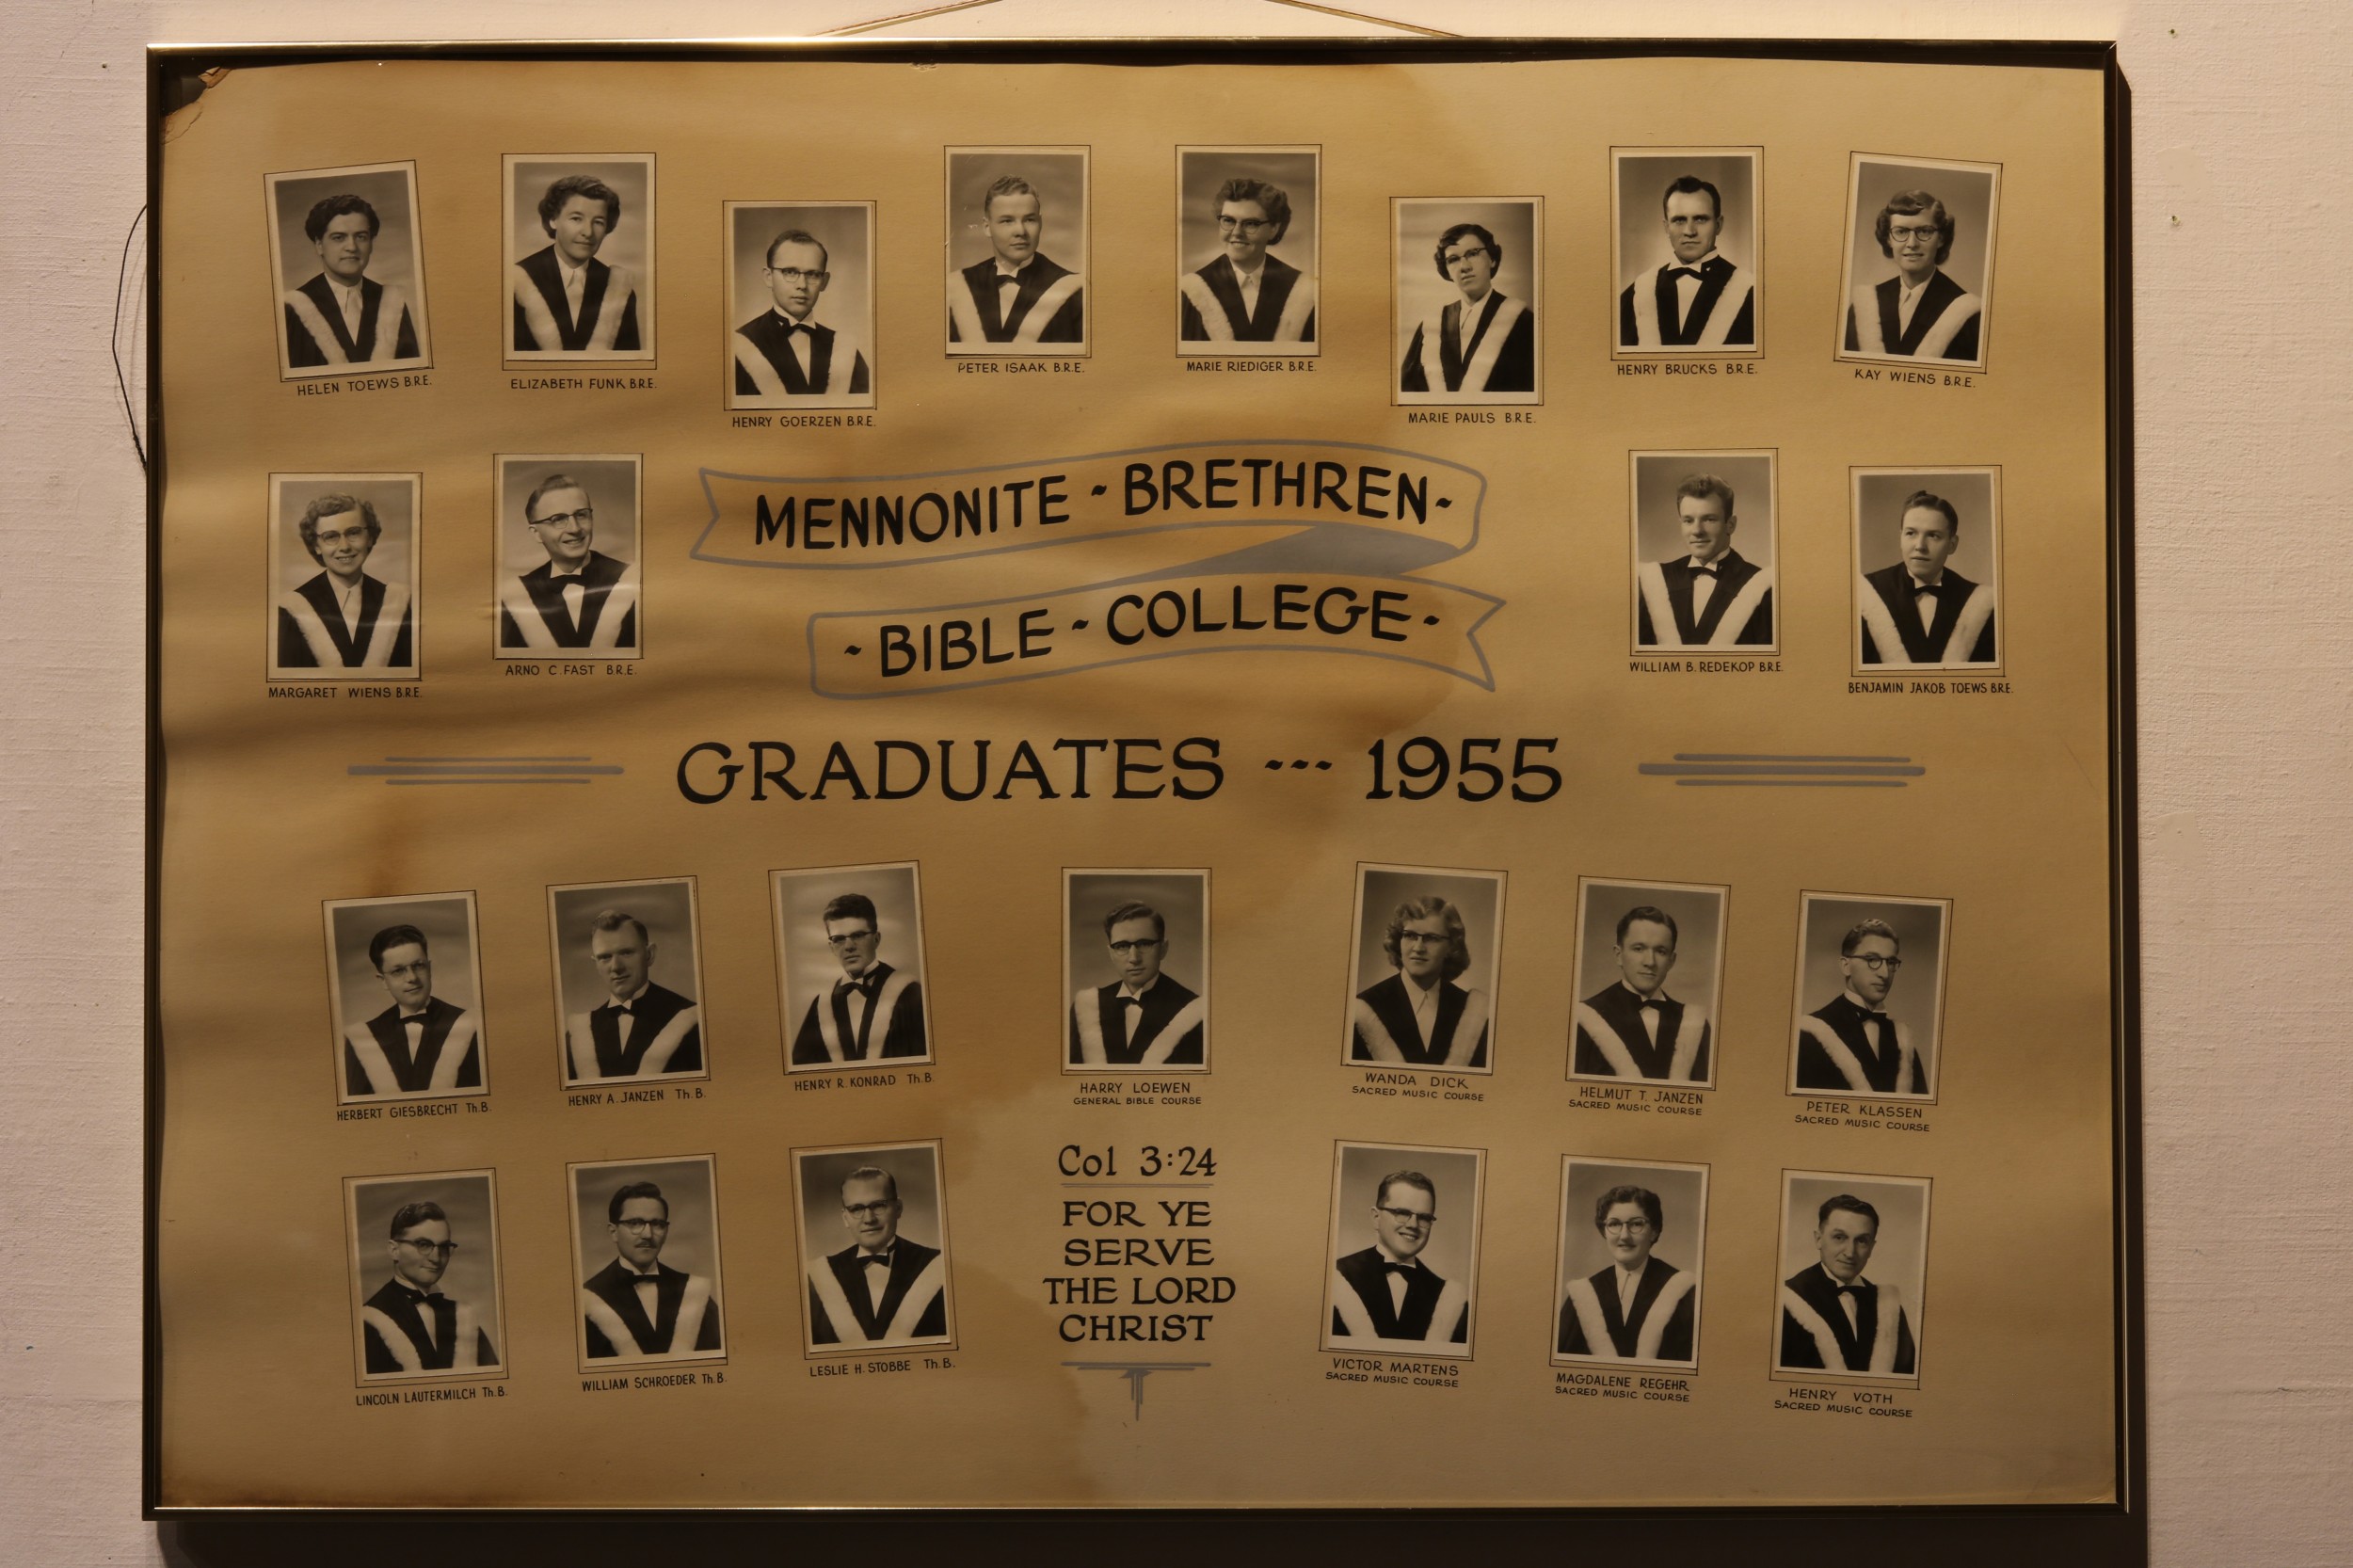 HELEN TOEWS B.R.E.
ELIZABETH FUNK B.R.E.
HENRY GOERZEN B.R.E.
PETER ISAAK B.R.E.
MARIE RIEDIGER B.R.E.
MARIE PAULS B.R.E.
HENRY BRUCKS B.R.E.
KAY WIENS B.R.E.
MARGARET WIENS B.R.E.
ARNO C. FAST B.R.E.
MENNONITE - BRETHREN -
- BIBLE - COLLEGE -
WILLIAM B. REDEKOP B.R.E.
BENJAMIN JAKOB TOEWS B.R.E.
GRADUATES --- 1955
HERBERT GIESBRECHT Th.B.
HENRY A. JANZEN Th.B.
HENRY R. KONRAD Th.B.
HARRY LOEWEN
GENERAL BIBLE COURSE
WANDA DICK
SACRED MUSIC COURSE
HELMUT T. JANZEN
SACRED MUSIC COURSE
PETER KLASSEN
SACRED MUSIC COURSE
LINCOLN LAUTERMILCH Th.B.
WILLIAM SCHROEDER Th.B.
LESLIE H. STOBBE Th.B.
Col 3:24
FOR YE
SERVE
THE LORD
CHRIST
VICTOR MARTENS
SACRED MUSIC COURSE
MAGDALENE REGEHR
SACRED MUSIC COURSE
HENRY VOTH
SACRED MUSIC COURSE